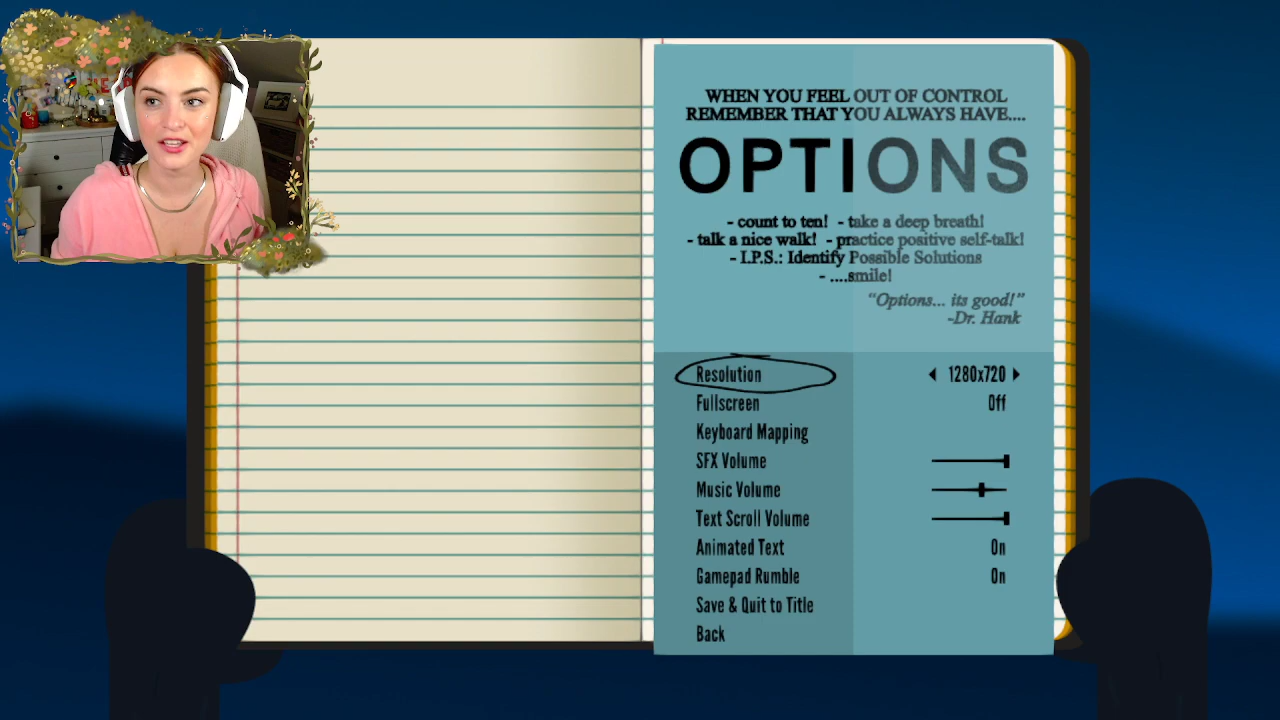 WHEN YOU FEEL OUT OF CONTROL
REMEMBER THAT YOU ALWAYS HAVE....
OPTIONS
- count to ten! - take a deep breath!
- talk a nice walk! - practice positive self-talk!
- I.P.S.: Identify Possible Solutions
- ....smile!
“Options... its good!”
-Dr. Hank
Resolution 1280x720
Fullscreen Off
Keyboard Mapping
SFX Volume
Music Volume
Text Scroll Volume
Animated Text On
Gamepad Rumble On
Save & Quit to Title
Back